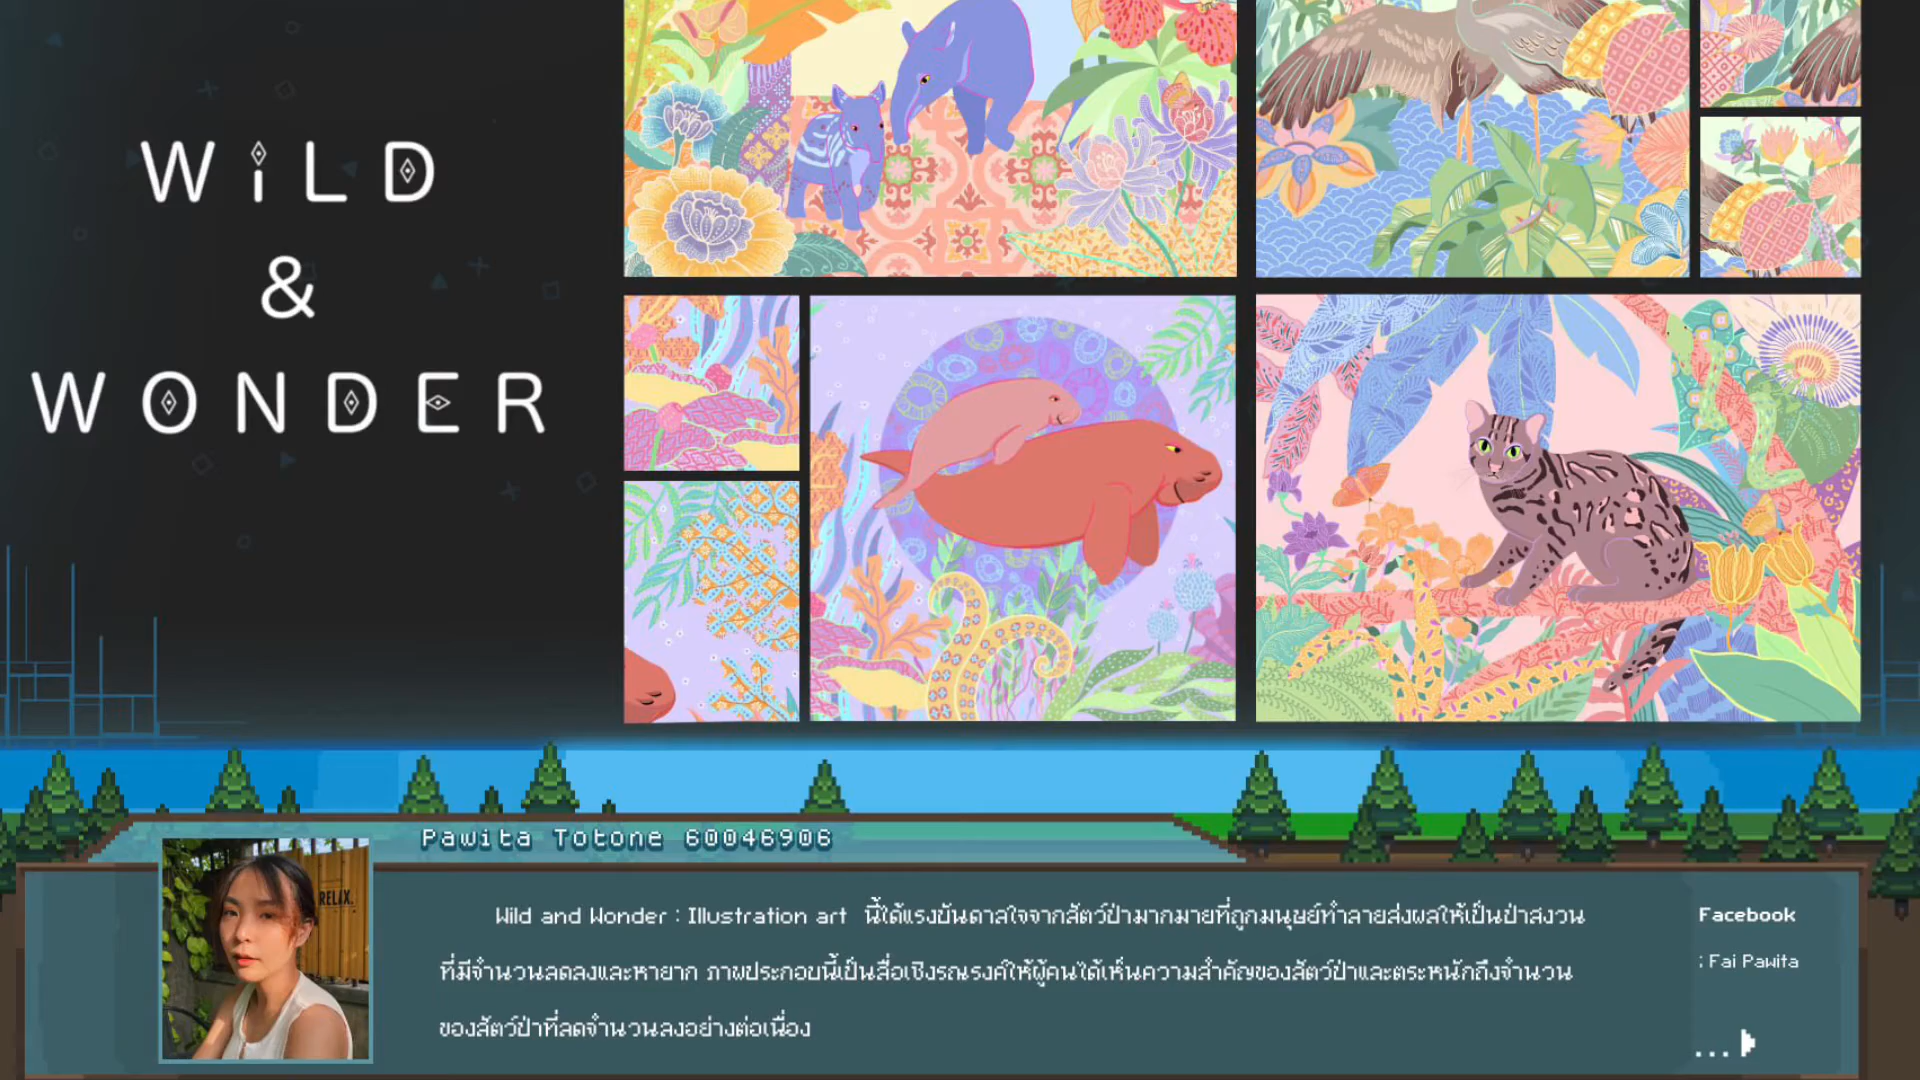 WiLD
&
WONDER
RELAX.
Pawita Totone 60046906
Wild and Wonder : Illustration art นี้ได้แรงบันดาลใจจากสัตว์ป่ามากมายที่ถูกมนุษย์ทำลายส่งผลให้เป็นป่าสงวน
ที่มีจำนวนลดลงและหายาก ภาพประกอบนี้เป็นสื่อเชิงรณรงค์ให้ผู้คนได้เห็นความสำคัญของสัตว์ป่าและตระหนักถึงจำนวน
ของสัตว์ป่าที่ลดจำนวนลงอย่างต่อเนื่อง
Facebook
: Fai Pawita
...